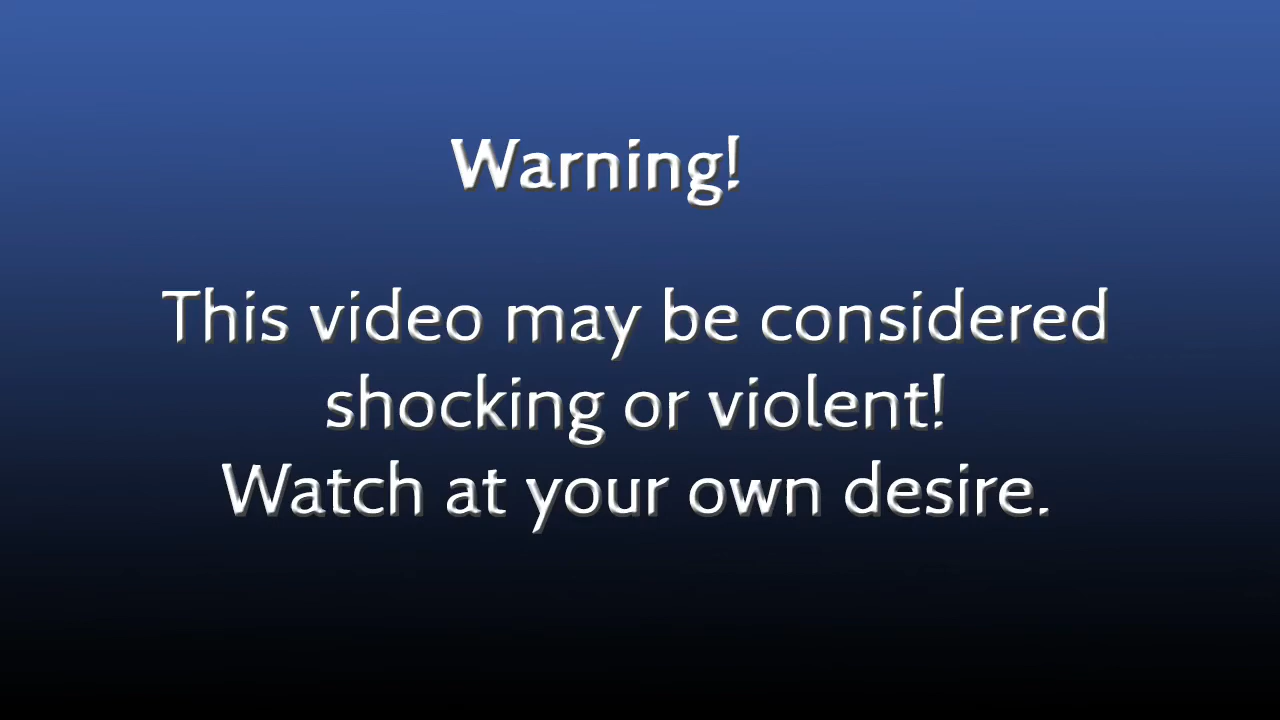 Warning!
This video may be considered
shocking or violent!
Watch at your own desire.